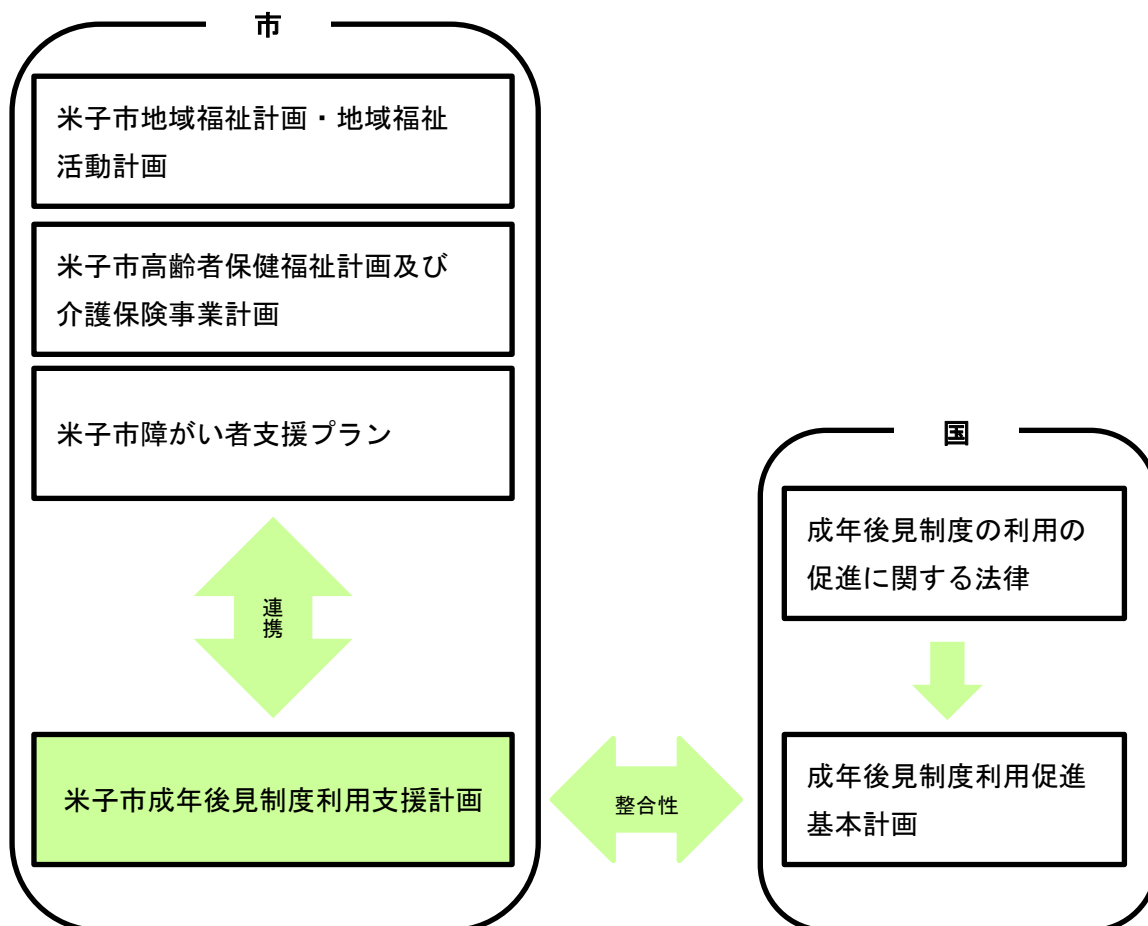 市
米子市地域福祉計画・地域福祉
活動計画
米子市高齢者保健福祉計画及び
介護保険事業計画
米子市障がい者支援プラン
連携
米子市成年後見制度利用支援計画
整合性
国
成年後見制度の利用の
促進に関する法律
成年後見制度利用促進
基本計画